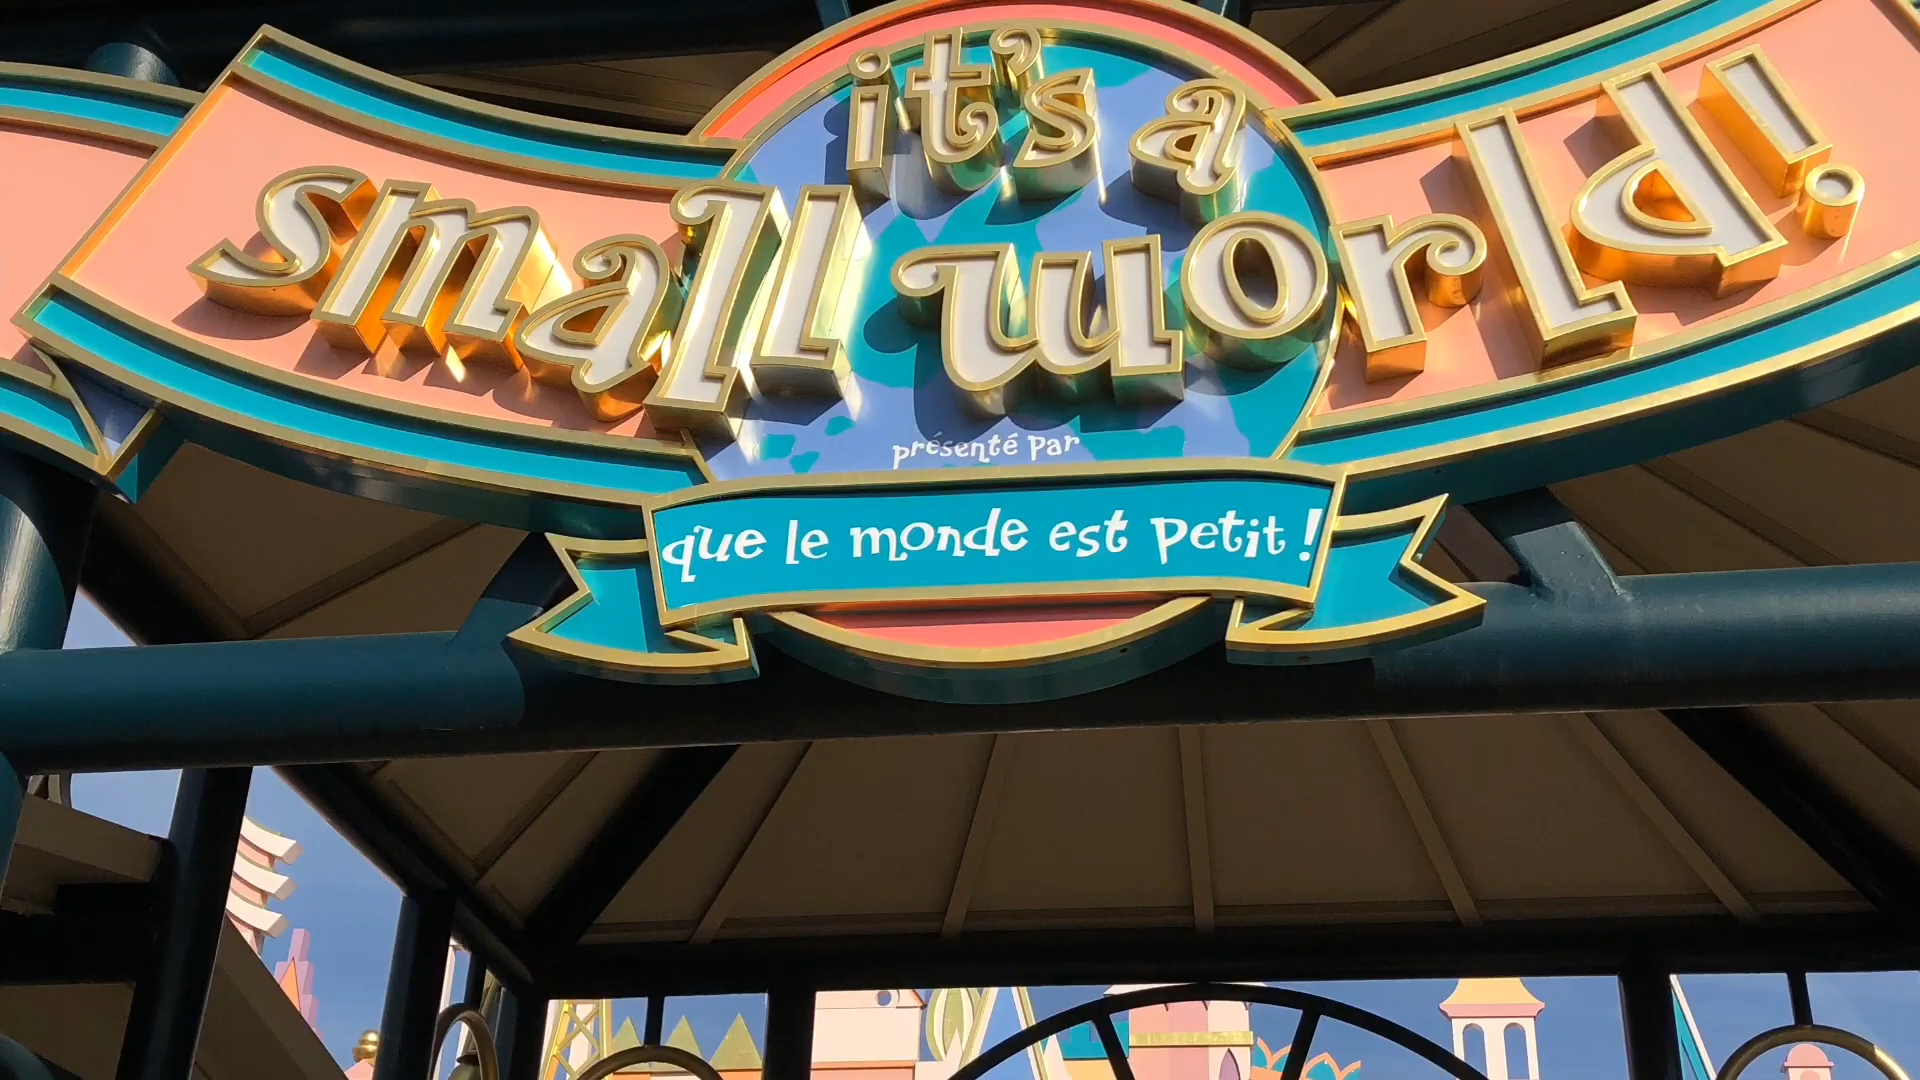 it's a
small world!
présenté par
que le monde est petit !